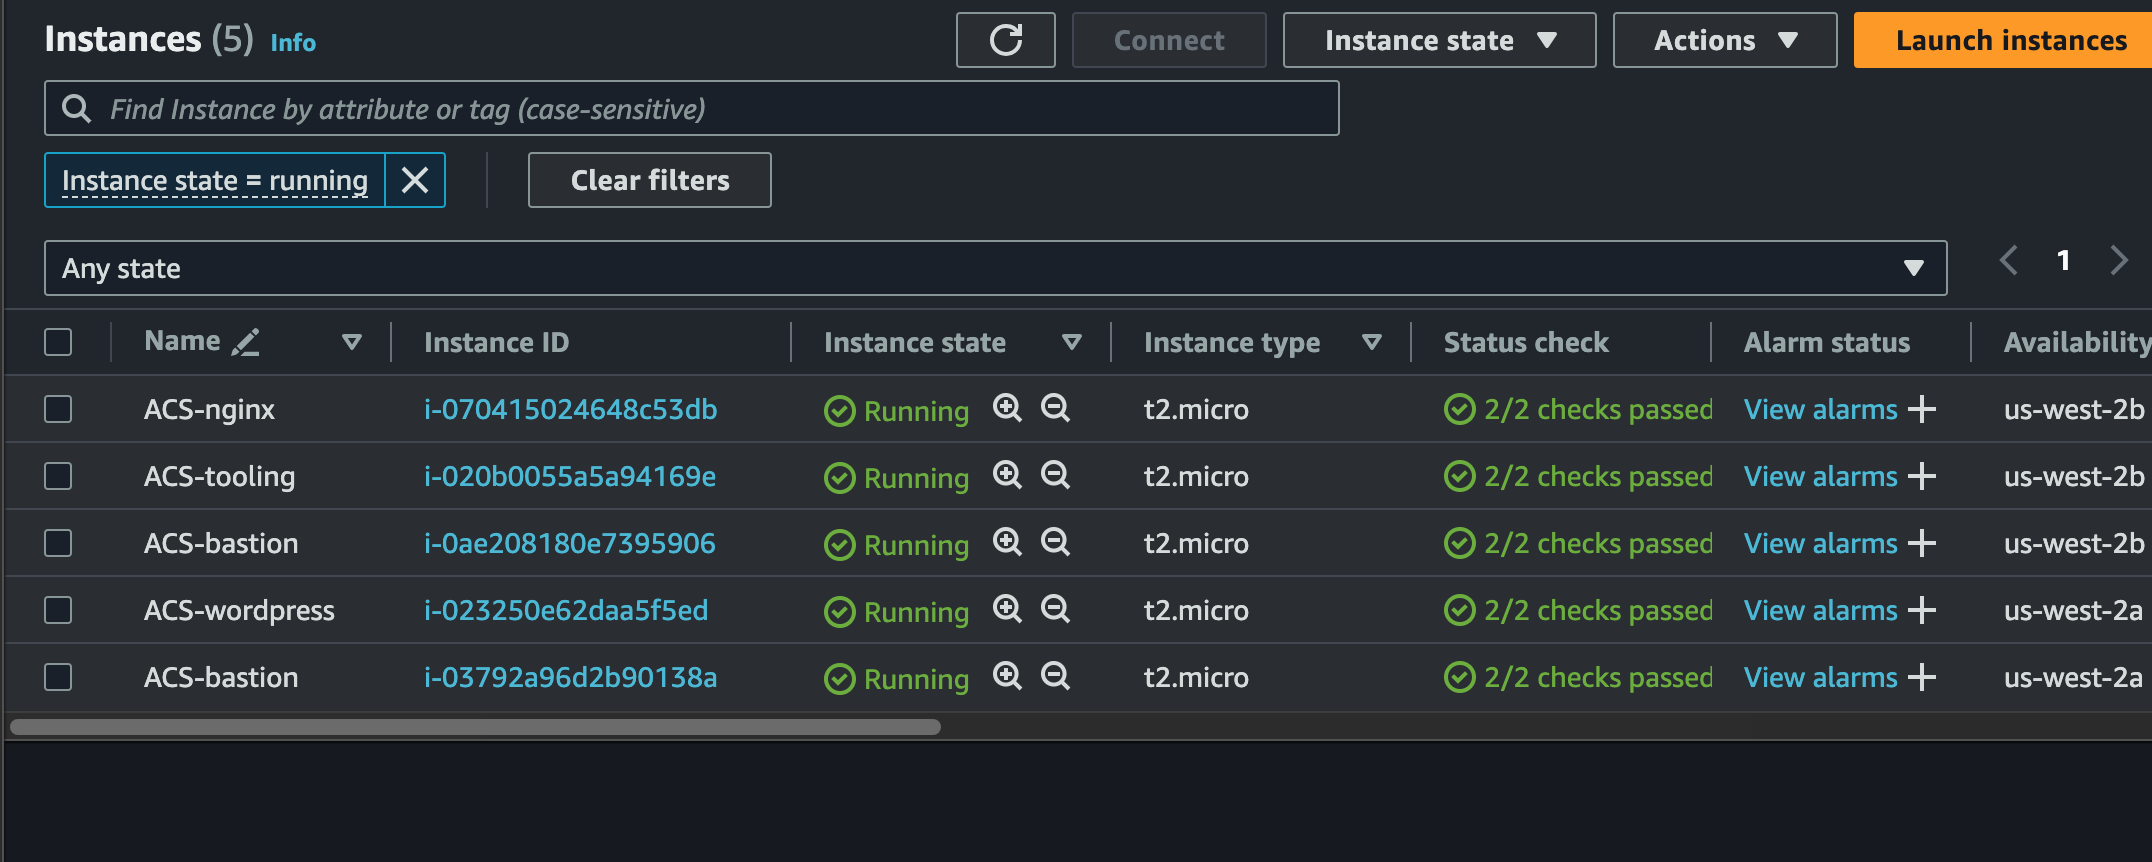 Instances (5) Info Connect Instance state Actions Launch instances
Find Instance by attribute or tag (case-sensitive)
Instance state = running Clear filters
Any state 1
Name Instance ID Instance state Instance type Status check Alarm status Availability
ACS-nginx i-070415024648c53db Running t2.micro 2/2 checks passed View alarms us-west-2b
ACS-tooling i-020b0055a5a94169e Running t2.micro 2/2 checks passed View alarms us-west-2b
ACS-bastion i-0ae208180e7395906 Running t2.micro 2/2 checks passed View alarms us-west-2b
ACS-wordpress i-023250e62daa5f5ed Running t2.micro 2/2 checks passed View alarms us-west-2a
ACS-bastion i-03792a96d2b90138a Running t2.micro 2/2 checks passed View alarms us-west-2a